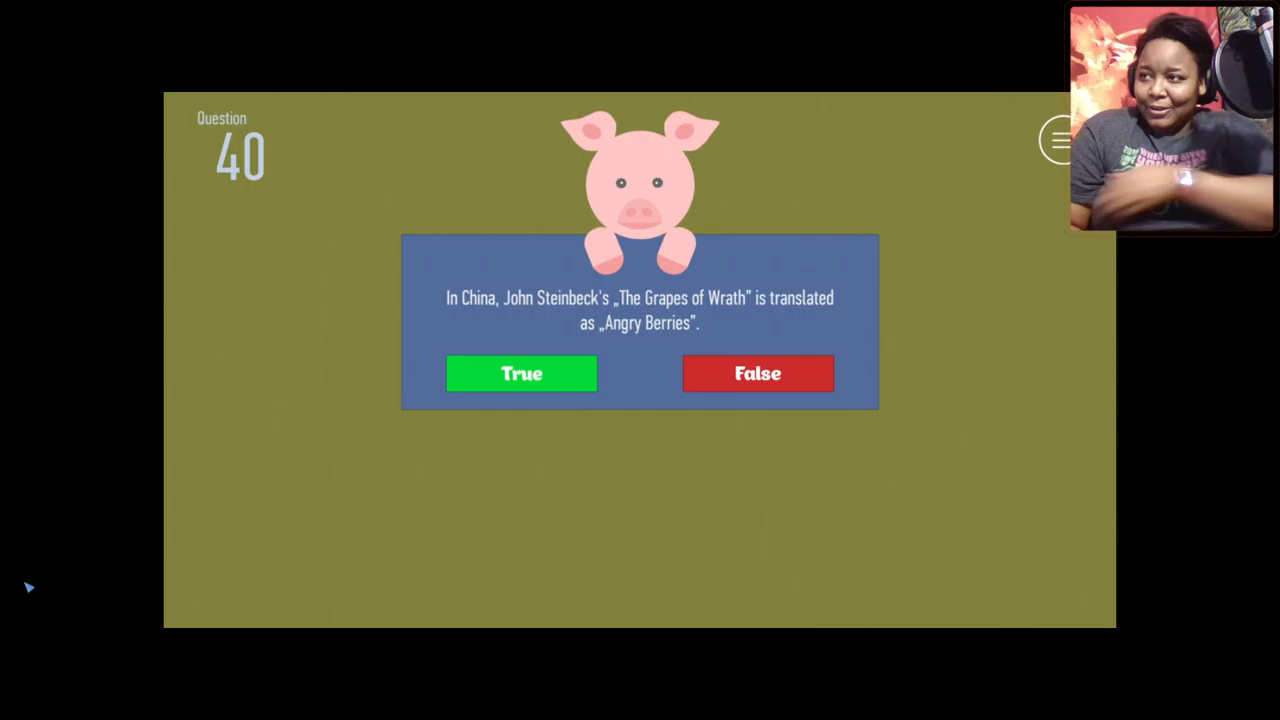 Question
40
In China, John Steinbeck's „The Grapes of Wrath” is translated
as „Angry Berries”.
True
False